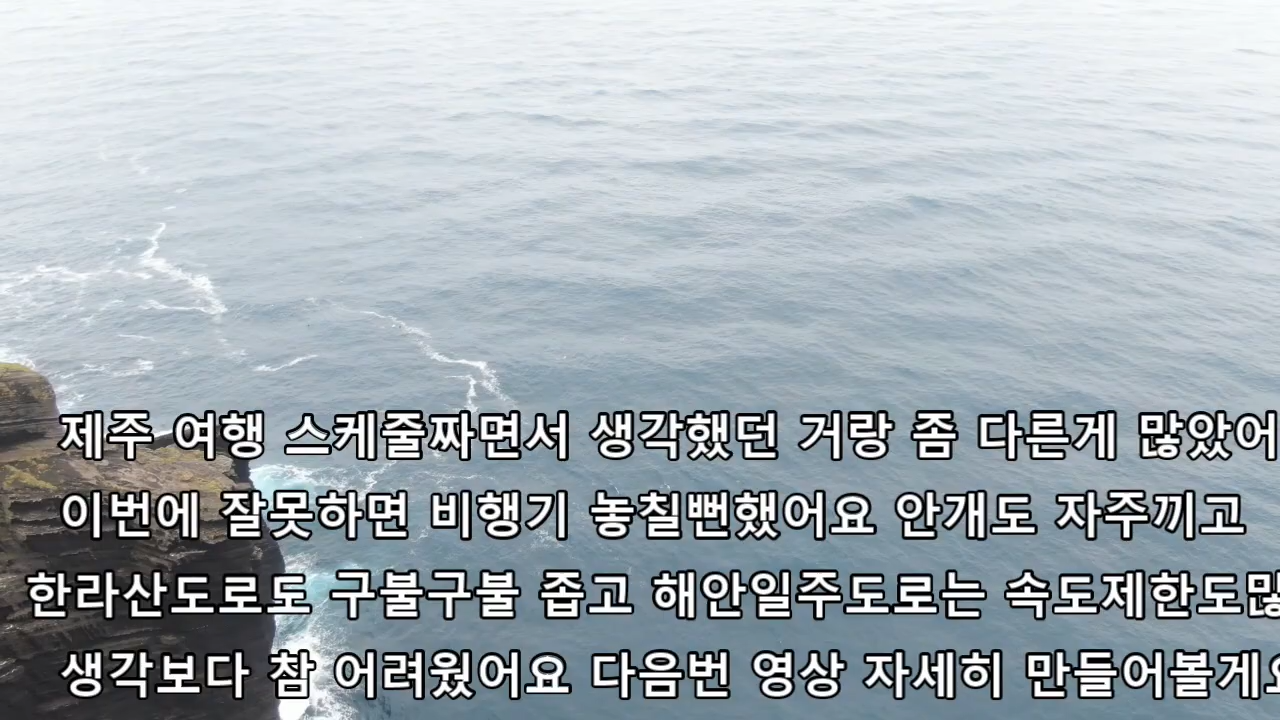 제주 여행 스케줄짜면서 생각했던 거랑 좀 다른게 많았어
이번에 잘못하면 비행기 놓칠뻔했어요 안개도 자주끼고
한라산도로도 구불구불 좁고 해안일주도로는 속도제한도많
생각보다 참 어려웠어요 다음번 영상 자세히 만들어볼게요